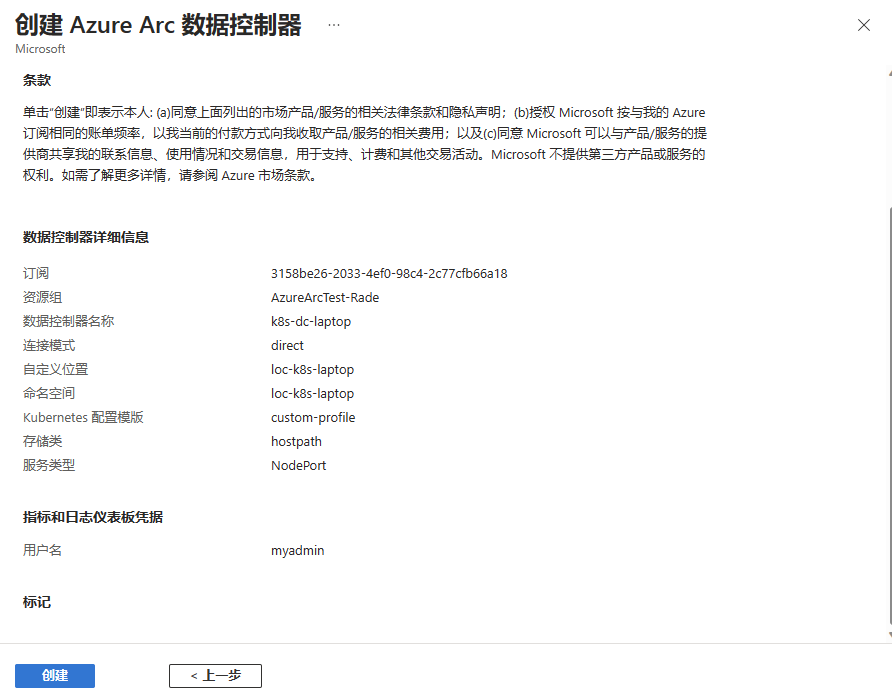 创建 Azure Arc 数据控制器 ...
Microsoft
条款
单击“创建”即表示本人: (a)同意上面列出的市场产品/服务的相关法律条款和隐私声明；(b)授权 Microsoft 按与我的 Azure
订阅相同的账单频率，以我当前的付款方式向我收取产品/服务的相关费用；以及(c)同意 Microsoft 可以与产品/服务的提
供商共享我的联系信息、使用情况和交易信息，用于支持、计费和其他交易活动。Microsoft 不提供第三方产品或服务的
权利。如需了解更多详情，请参阅 Azure 市场条款。
数据控制器详细信息
订阅 3158be26-2033-4ef0-98c4-2c77cfb66a18
资源组 AzureArcTest-Rade
数据控制器名称 k8s-dc-laptop
连接模式 direct
自定义位置 loc-k8s-laptop
命名空间 loc-k8s-laptop
Kubernetes 配置模版 custom-profile
存储类 hostpath
服务类型 NodePort
指标和日志仪表板凭据
用户名 myadmin
标记
创建 < 上一步